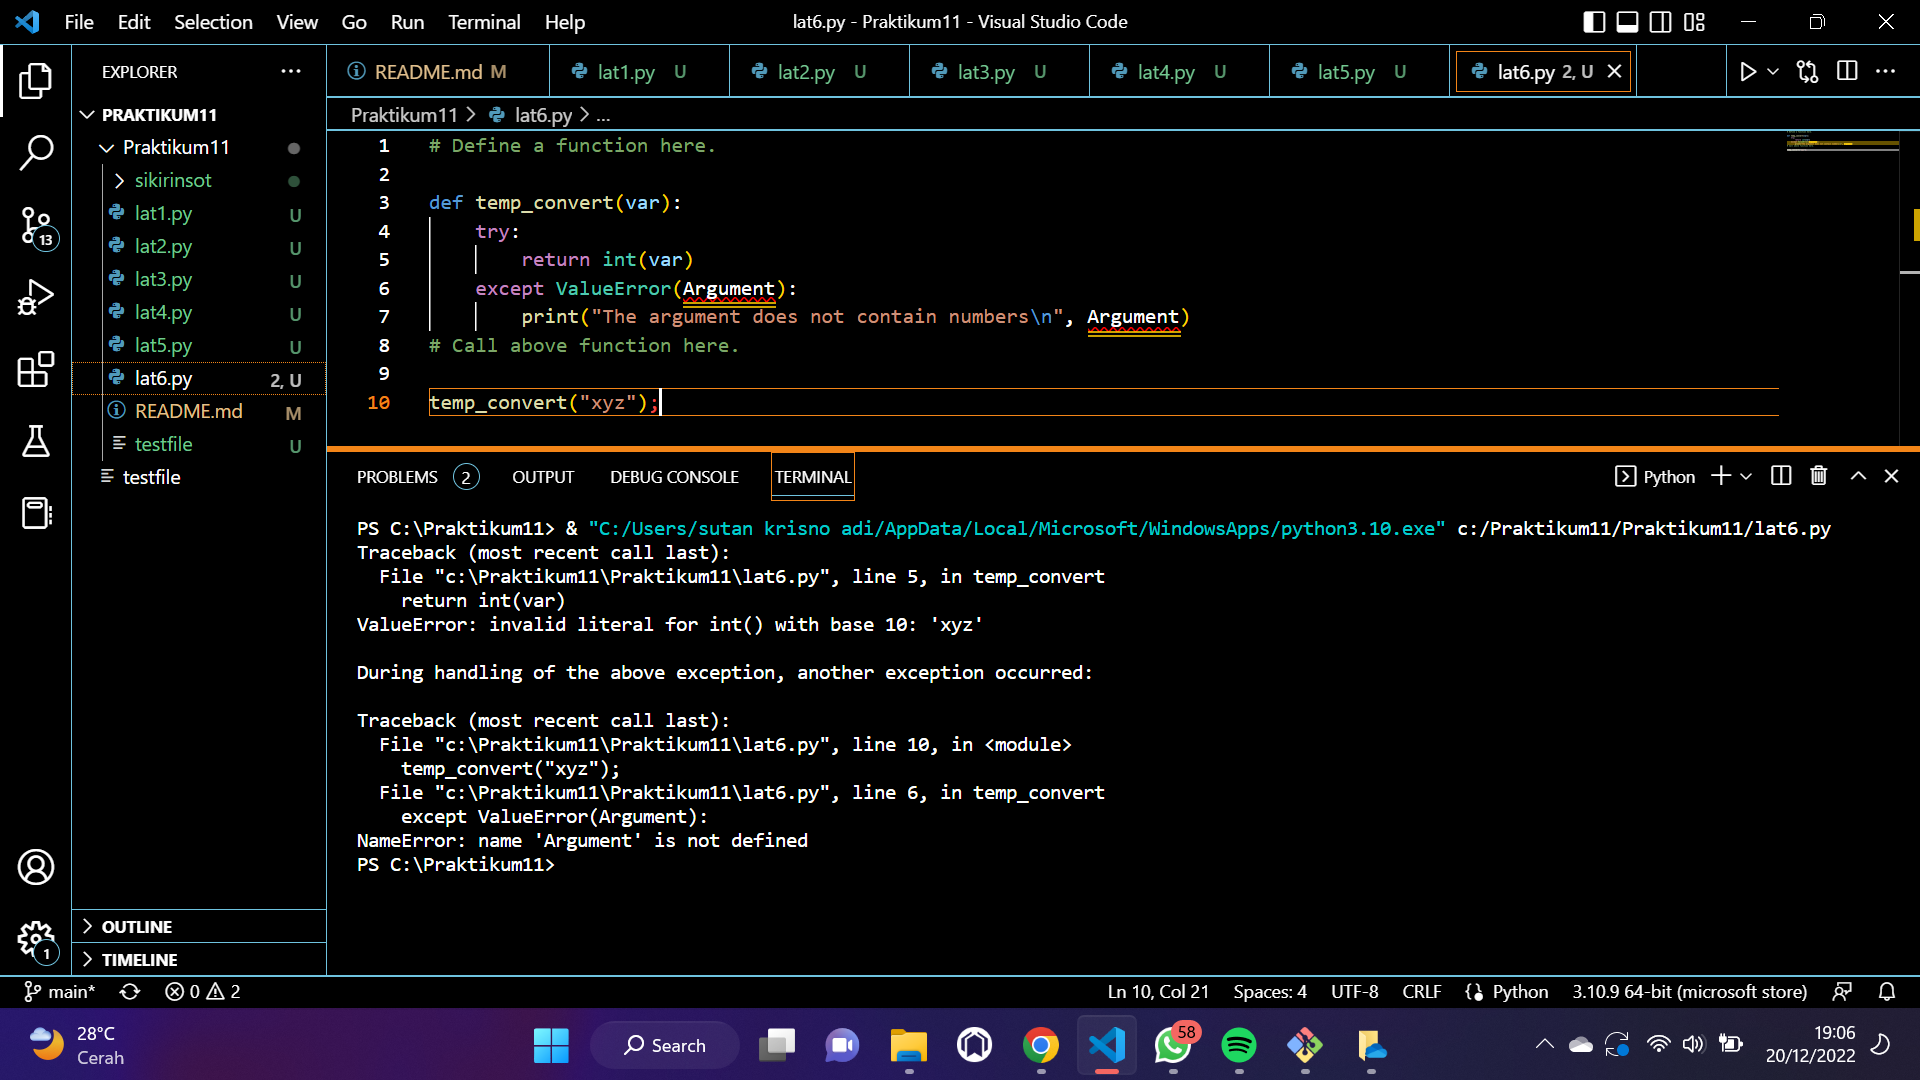 File Edit Selection View Go Run Terminal Help
lat6.py - Praktikum11 - Visual Studio Code
EXPLORER
PRAKTIKUM11
Praktikum11
sikirinsot
lat1.py U
lat2.py U
lat3.py U
lat4.py U
lat5.py U
lat6.py 2, U
README.md M
testfile U
testfile
OUTLINE
TIMELINE
13
1
README.md M
lat1.py U
lat2.py U
lat3.py U
lat4.py U
lat5.py U
lat6.py 2, U
Praktikum11 > lat6.py > ...
1 # Define a function here.
2
3 def temp_convert(var):
4     try:
5         return int(var)
6     except ValueError(Argument):
7         print("The argument does not contain numbers\n", Argument)
8 # Call above function here.
9
10 temp_convert("xyz");
PROBLEMS 2 OUTPUT DEBUG CONSOLE TERMINAL
Python
PS C:\Praktikum11> & "C:/Users/sutan krisno adi/AppData/Local/Microsoft/WindowsApps/python3.10.exe" c:/Praktikum11/Praktikum11/lat6.py
Traceback (most recent call last):
  File "c:\Praktikum11\Praktikum11\lat6.py", line 5, in temp_convert
    return int(var)
ValueError: invalid literal for int() with base 10: 'xyz'
During handling of the above exception, another exception occurred:
Traceback (most recent call last):
  File "c:\Praktikum11\Praktikum11\lat6.py", line 10, in <module>
    temp_convert("xyz");
  File "c:\Praktikum11\Praktikum11\lat6.py", line 6, in temp_convert
    except ValueError(Argument):
NameError: name 'Argument' is not defined
PS C:\Praktikum11>
main* 0 2
Ln 10, Col 21 Spaces: 4 UTF-8 CRLF Python 3.10.9 64-bit (microsoft store)
28°C
Cerah
Search
58
19:06
20/12/2022